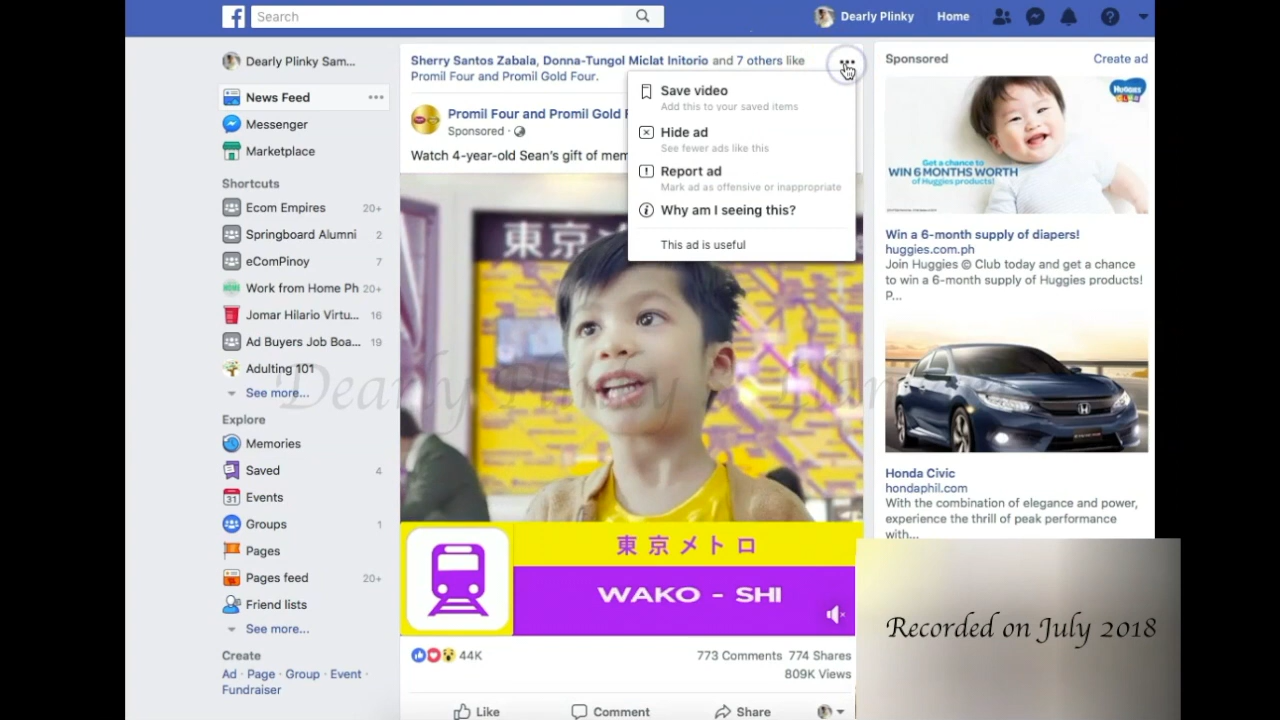 Search
Dearly Plinky
Home
Dearly Plinky Sam...
News Feed
Messenger
Marketplace
Shortcuts
Ecom Empires 20+
Springboard Alumni 2
eComPinoy 7
Work from Home Ph 20+
Jomar Hilario Virtu... 16
Ad Buyers Job Boa... 19
Adulting 101
See more...
Explore
Memories
Saved 4
Events
Groups 1
Pages
Pages feed 20+
Friend lists
See more...
Create
Ad · Page · Group · Event ·
Fundraiser
Sherry Santos Zabala, Donna-Tungol Miclat Initorio and 7 others like
Promil Four and Promil Gold Four.
Promil Four and Promil Gold F
Sponsored ·
Watch 4-year-old Sean's gift of mem
Save video
Add this to your saved items
Hide ad
See fewer ads like this
Report ad
Mark ad as offensive or inappropriate
Why am I seeing this?
This ad is useful
東京メ
Dearly Plinky
東京メトロ
WAKO - SHI
44K
773 Comments 774 Shares
809K Views
Like
Comment
Share
Sponsored
Create ad
Huggies
Get a chance to
WIN 6 MONTHS WORTH
of Huggies products!
Win a 6-month supply of diapers!
huggies.com.ph
Join Huggies © Club today and get a chance
to win a 6-month supply of Huggies products!
P...
Honda Civic
hondaphil.com
With the combination of elegance and power,
experience the thrill of peak performance
with...
Recorded on July 2018